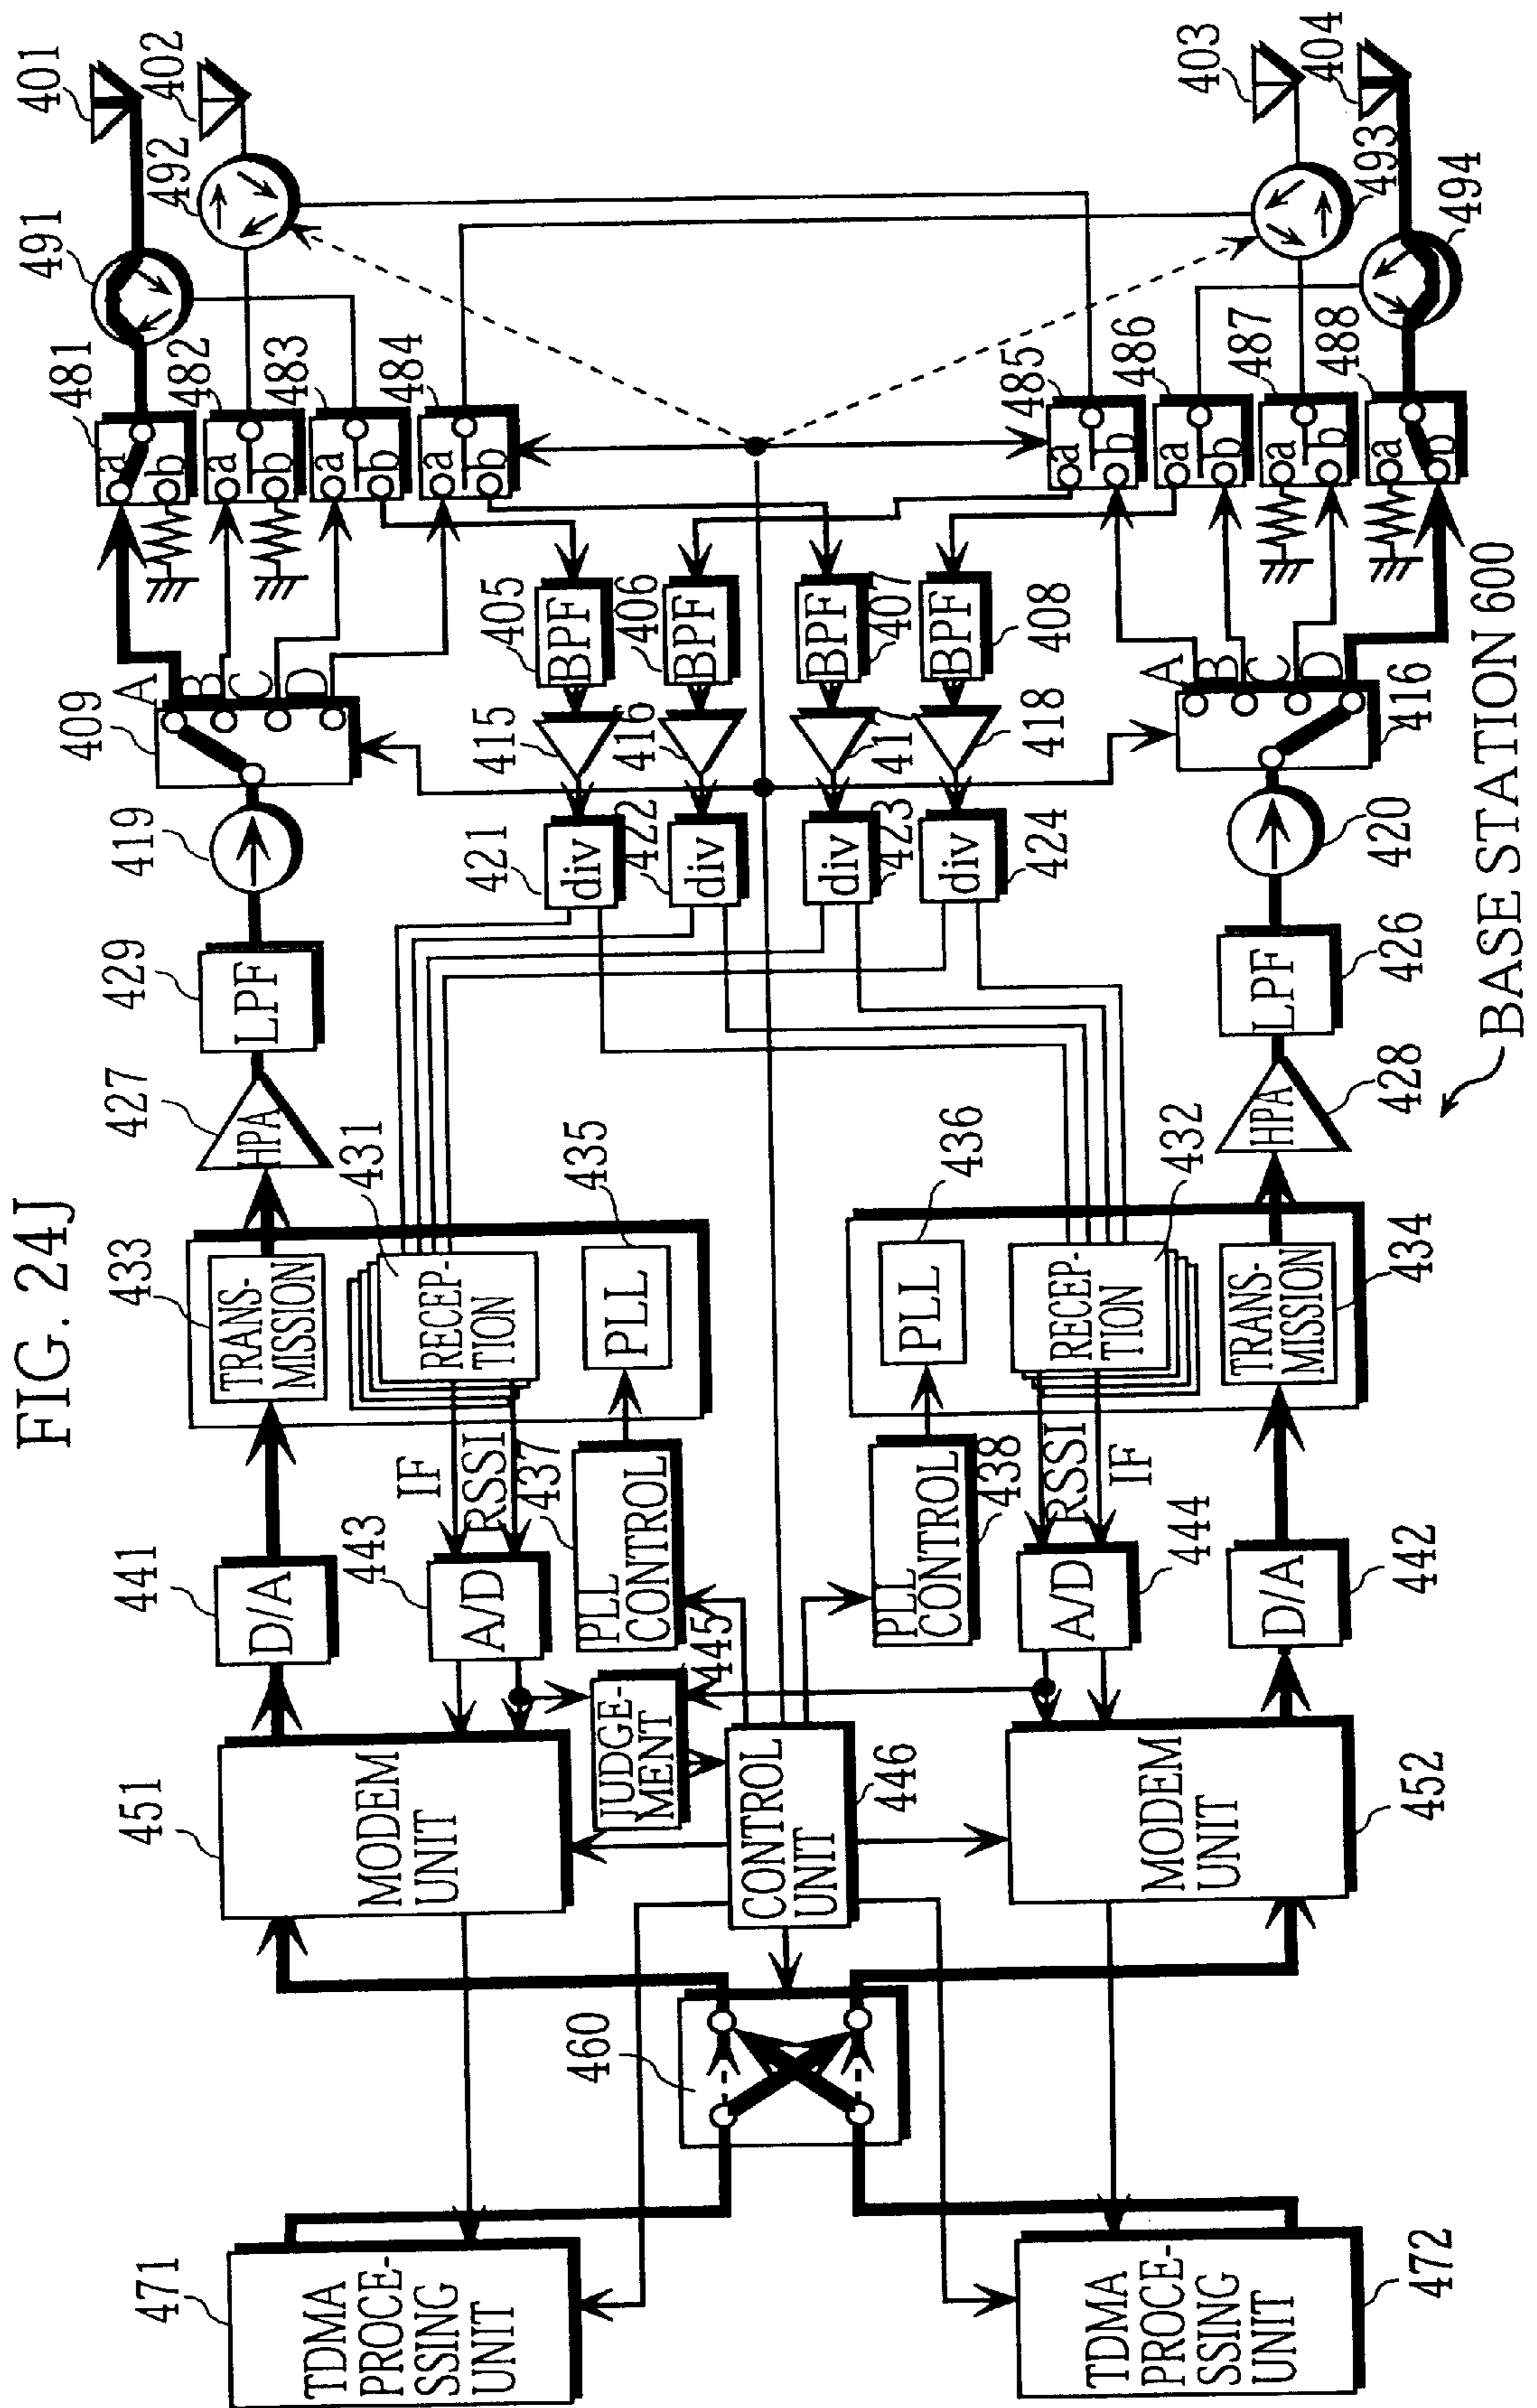 FIG. 24J
401
402
403
404
491
492
493
494
481
a
b
482
a
b
483
a
b
484
a
b
485
a
b
486
a
b
487
a
b
488
a
b
409
A
B
C
D
405
BPF
406
BPF
407
BPF
408
BPF
A
B
C
D
416
415
416
417
418
419
421
div
422
div
423
div
424
div
420
429
LPF
LPF
426
427
HPA
HPA
428
433
TRANS-
MISSION
431
RECEP-
TION
435
PLL
436
PLL
432
RECEP-
TION
434
TRANS-
MISSION
IF
RSSI
437
PLL
CONTROL
438
PLL
CONTROL
RSSI
IF
441
D/A
443
A/D
444
A/D
442
D/A
445
JUDGE-
MENT
451
MODEM
UNIT
446
CONTROL
UNIT
452
MODEM
UNIT
460
471
TDMA
PROCE-
SSING
UNIT
472
TDMA
PROCE-
SSING
UNIT
BASE STATION 600